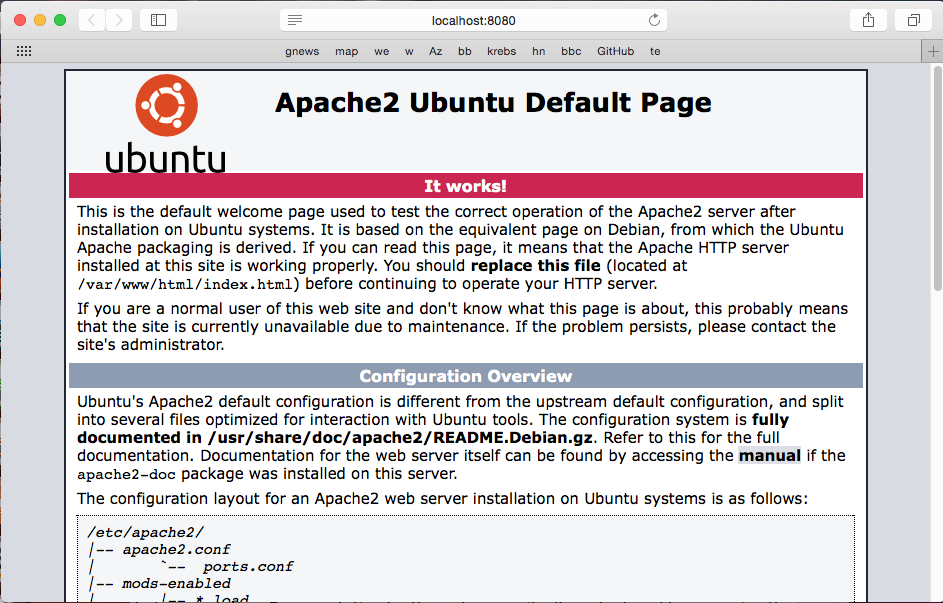 localhost:8080
gnews map we w Az bb krebs hn bbc GitHub te
Apache2 Ubuntu Default Page
ubuntu
It works!
This is the default welcome page used to test the correct operation of the Apache2 server after
installation on Ubuntu systems. It is based on the equivalent page on Debian, from which the Ubuntu
Apache packaging is derived. If you can read this page, it means that the Apache HTTP server
installed at this site is working properly. You should replace this file (located at
/var/www/html/index.html) before continuing to operate your HTTP server.
If you are a normal user of this web site and don't know what this page is about, this probably means
that the site is currently unavailable due to maintenance. If the problem persists, please contact the
site's administrator.
Configuration Overview
Ubuntu's Apache2 default configuration is different from the upstream default configuration, and split
into several files optimized for interaction with Ubuntu tools. The configuration system is fully
documented in /usr/share/doc/apache2/README.Debian.gz. Refer to this for the full
documentation. Documentation for the web server itself can be found by accessing the manual if the
apache2-doc package was installed on this server.
The configuration layout for an Apache2 web server installation on Ubuntu systems is as follows:
/etc/apache2/
|-- apache2.conf
|       `--  ports.conf
|-- mods-enabled
|       |-- *.load